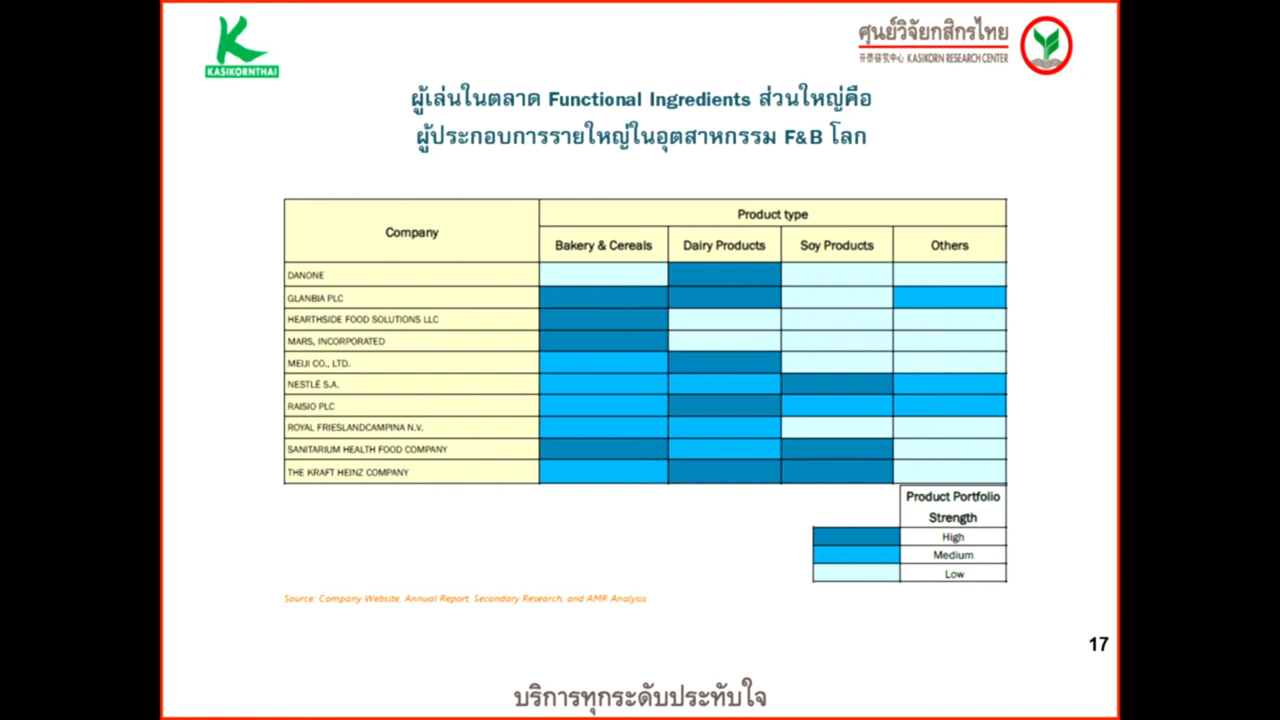 KASIKORNTHAI
ศูนย์วิจัยกสิกรไทย
开泰研究中心 KASIKORN RESEARCH CENTER
ผู้เล่นในตลาด Functional Ingredients ส่วนใหญ่คือ
ผู้ประกอบการรายใหญ่ในอุตสาหกรรม F&B โลก
Company
Product type
Bakery & Cereals
Dairy Products
Soy Products
Others
DANONE
GLANBIA PLC
HEARTHSIDE FOOD SOLUTIONS LLC
MARS, INCORPORATED
MEIJI CO., LTD.
NESTLÉ S.A.
RAISIO PLC
ROYAL FRIESLANDCAMPINA N.V.
SANITARIUM HEALTH FOOD COMPANY
THE KRAFT HEINZ COMPANY
Product Portfolio
Strength
High
Medium
Low
Source: Company Website, Annual Report, Secondary Research, and AMR Analysis
17
บริการทุกระดับประทับใจ